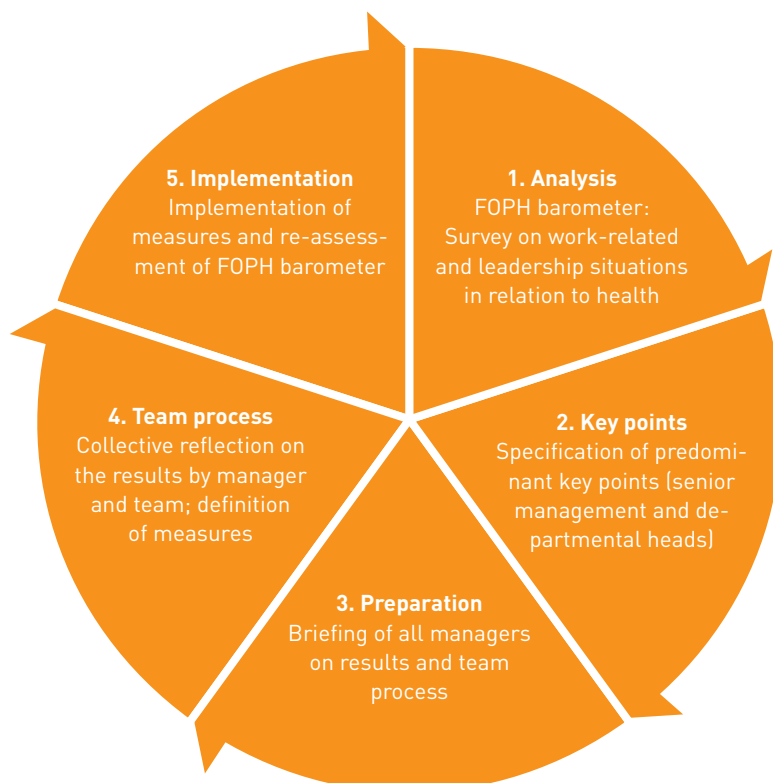 1. Analysis
FOPH barometer:
Survey on work-related
and leadership situations
in relation to health
2. Key points
Specification of predomi-
nant key points (senior
management and de-
partmental heads)
3. Preparation
Briefing of all managers
on results and team
process
4. Team process
Collective reflection on
the results by manager
and team; definition
of measures
5. Implementation
Implementation of
measures and re-assess-
ment of FOPH barometer